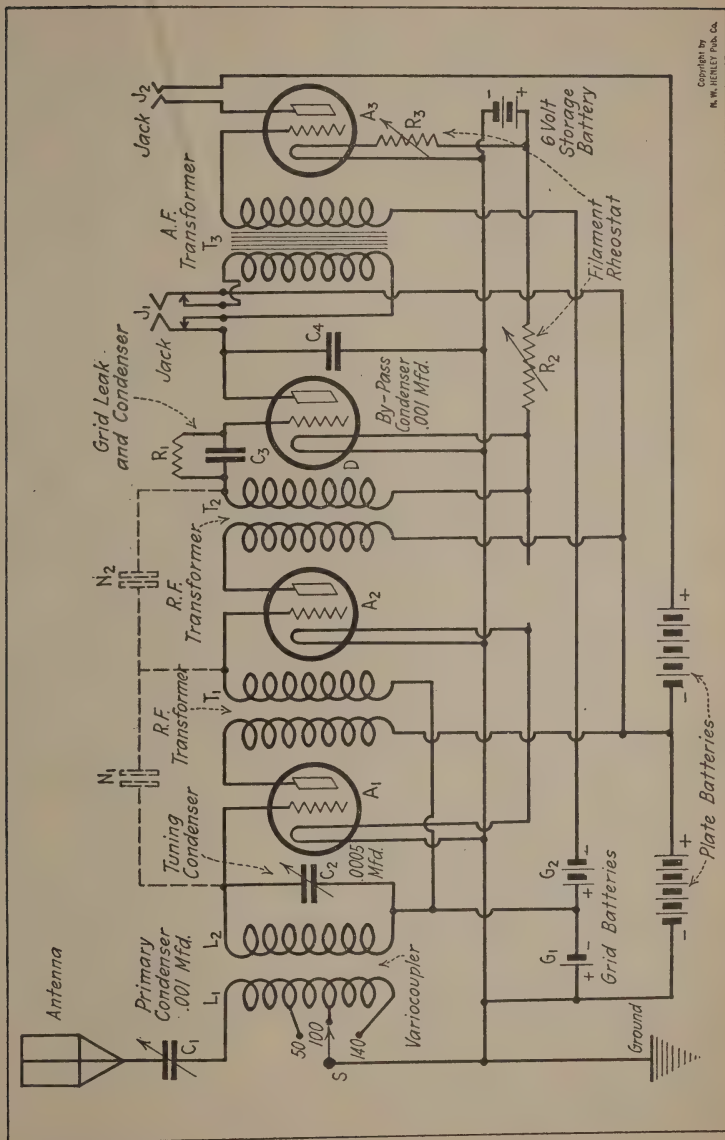 Antenna
Primary
Condenser
.001 Mfd.
C₁
L₁
L₂
50
100
140
S
Variocoupler
Ground
Tuning
Condenser
C₂
.0005
Mfd.
N₁
A₁
R.F.
Transformer
T₁
G₁
G₂
+ -
+ -
Grid Batteries
N₂
A₂
R.F.
Transformer
T₂
Grid Leak
and Condenser
R₁
C₃
D
By-Pass
Condenser
.001 Mfd.
C₄
Jack
J₁
A.F.
Transformer
T₃
Jack J₂
A₃
R₃
R₂
Filament
Rheostat
- +
6 Volt
Storage
Battery
- +
- +
Plate Batteries
Copyright by
N. W. HENLEY PUB. CO.